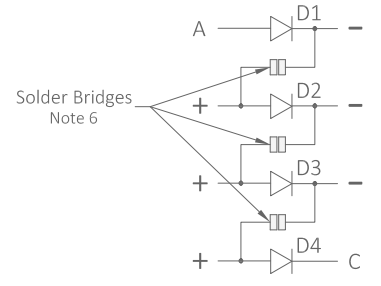 D1
A −
D2
Solder Bridges
Note 6
+ −
D3
+ −
D4
+ C